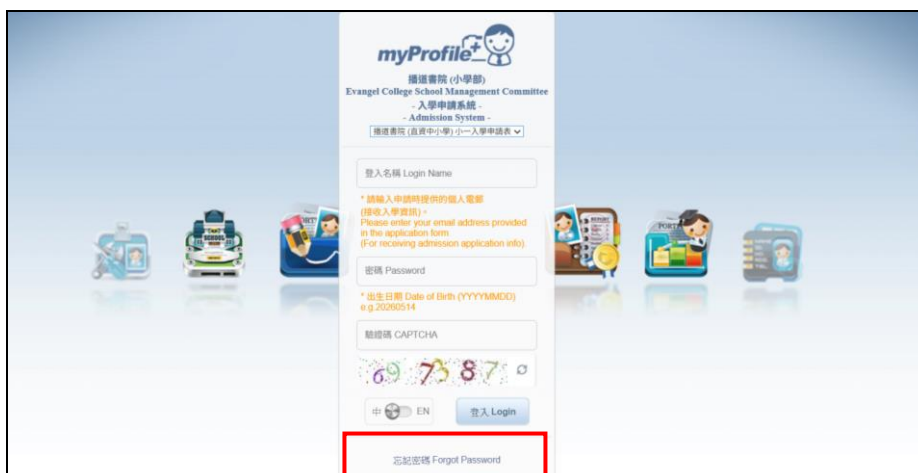 myProfile+
播道書院 (小學部)
Evangel College School Management Committee
- 入學申請系統 -
- Admission System -
播道書院 (直資中小學) 小一入學申請表
登入名稱 Login Name
* 請輸入申請時提供的個人電郵
(接收入學資訊)。
Please enter your email address provided
in the application form
(For receiving admission application info)
密碼 Password
* 出生日期 Date of Birth (YYYYMMDD)
e.g.20260514
驗證碼 CAPTCHA
697387
中 EN
登入 Login
忘記密碼 Forgot Password